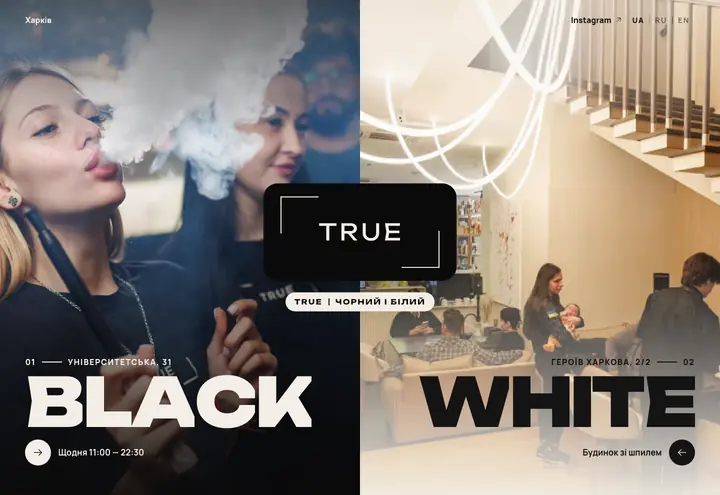 Харків
Instagram ↗ UA | RU | EN
TRUE
TRUE | ЧОРНИЙ І БІЛИЙ
TRUE
01 — УНІВЕРСИТЕТСЬКА, 31
BLACK
→ Щодня 11:00 — 22:30
ГЕРОЇВ ХАРКОВА, 2/2 — 02
WHITE
Будинок зі шпилем ←